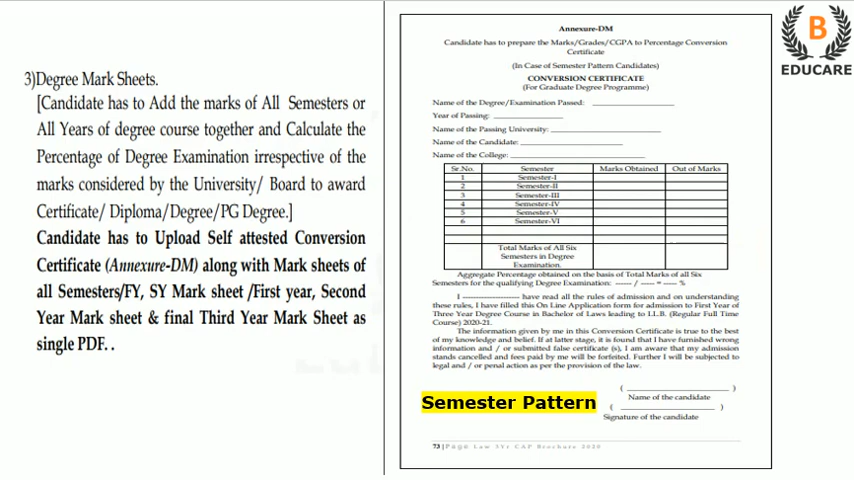 3)Degree Mark Sheets.
[Candidate has to Add the marks of All Semesters or
All Years of degree course together and Calculate the
Percentage of Degree Examination irrespective of the
marks considered by the University/ Board to award
Certificate/ Diploma/Degree/PG Degree.]
Candidate has to Upload Self attested Conversion
Certificate (Annexure-DM) along with Mark sheets of
all Semesters/FY, SY Mark sheet /First year, Second
Year Mark sheet & final Third Year Mark Sheet as
single PDF. .
Annexure-DM
Candidate has to prepare the Marks/Grades/CGPA to Percentage Conversion
Certificate
(In Case of Semester Pattern Candidates)
CONVERSION CERTIFICATE
(For Graduate Degree Programme)
Name of the Degree/Examination Passed: ____________________
Year of Passing: _________________
Name of the Passing University: ___________________________
Name of the Candidate: _________________________
Name of the College: _________________________________
Sr.No. Semester Marks Obtained Out of Marks
1 Semester-I
2 Semester-II
3 Semester-III
4 Semester-IV
5 Semester-V
6 Semester-VI
Total Marks of All Six
Semesters in Degree
Examination.
Aggregate Percentage obtained on the basis of Total Marks of all Six
Semesters for the qualifying Degree Examination: ------ / ----- = ----- %
I --------------------- have read all the rules of admission and on understanding
these rules, I have filled this On Line Application form for admission to First Year of
Three Year Degree Course in Bachelor of Laws leading to LL.B. (Regular Full Time
Course) 2020-21.
The information given by me in this Conversion Certificate is true to the best
of my knowledge and belief. If at latter stage, it is found that I have furnished wrong
information and / or submitted false certificate (s), I am aware that my admission
stands cancelled and fees paid by me will be forfeited. Further I will be subjected to
legal and / or penal action as per the provision of the law.
( _________________________ )
Name of the candidate
( _______________________ )
Signature of the candidate
Semester Pattern
73 | Page Law 3Yr CAP Brochure 2020
B
EDUCARE